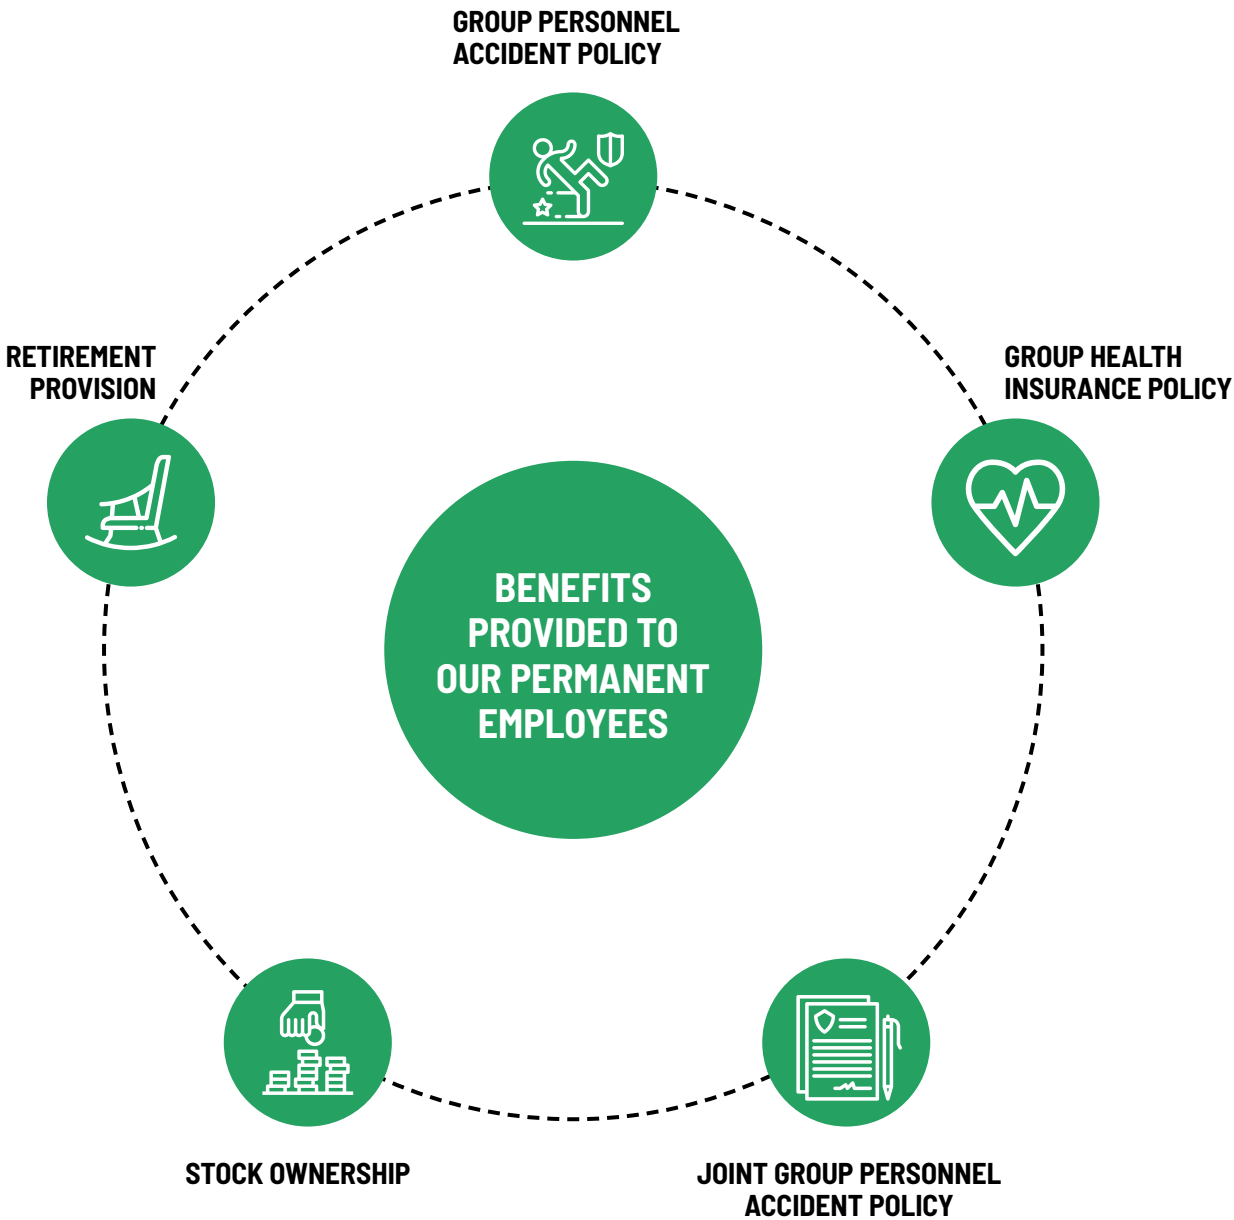 GROUP PERSONNEL
ACCIDENT POLICY
RETIREMENT
PROVISION
GROUP HEALTH
INSURANCE POLICY
BENEFITS
PROVIDED TO
OUR PERMANENT
EMPLOYEES
STOCK OWNERSHIP
JOINT GROUP PERSONNEL
ACCIDENT POLICY